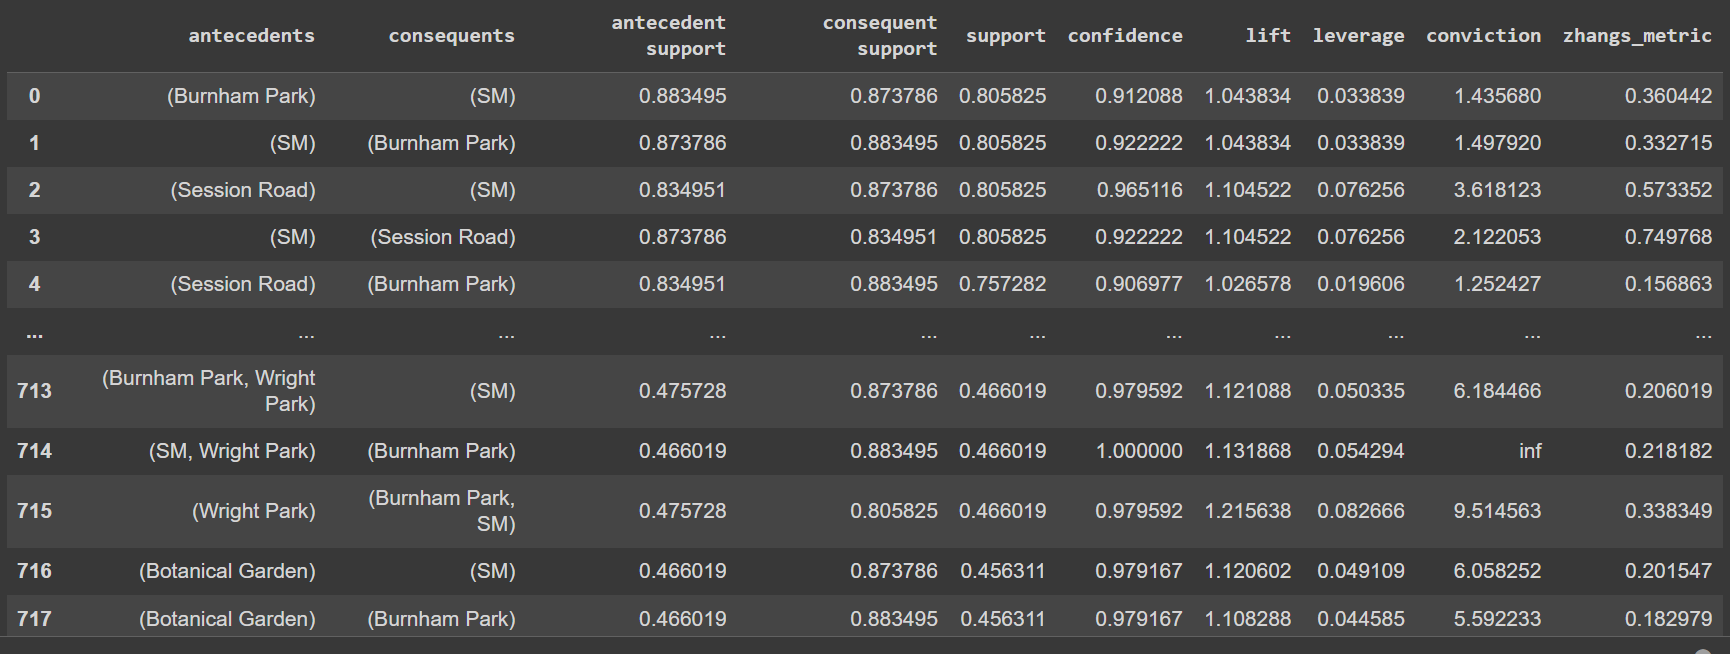 antecedents consequents antecedent support consequent support support confidence lift leverage conviction zhangs_metric
0 (Burnham Park) (SM) 0.883495 0.873786 0.805825 0.912088 1.043834 0.033839 1.435680 0.360442
1 (SM) (Burnham Park) 0.873786 0.883495 0.805825 0.922222 1.043834 0.033839 1.497920 0.332715
2 (Session Road) (SM) 0.834951 0.873786 0.805825 0.965116 1.104522 0.076256 3.618123 0.573352
3 (SM) (Session Road) 0.873786 0.834951 0.805825 0.922222 1.104522 0.076256 2.122053 0.749768
4 (Session Road) (Burnham Park) 0.834951 0.883495 0.757282 0.906977 1.026578 0.019606 1.252427 0.156863
... ... ... ... ... ... ... ... ... ... ...
713 (Burnham Park, Wright Park) (SM) 0.475728 0.873786 0.466019 0.979592 1.121088 0.050335 6.184466 0.206019
714 (SM, Wright Park) (Burnham Park) 0.466019 0.883495 0.466019 1.000000 1.131868 0.054294 inf 0.218182
715 (Wright Park) (Burnham Park, SM) 0.475728 0.805825 0.466019 0.979592 1.215638 0.082666 9.514563 0.338349
716 (Botanical Garden) (SM) 0.466019 0.873786 0.456311 0.979167 1.120602 0.049109 6.058252 0.201547
717 (Botanical Garden) (Burnham Park) 0.466019 0.883495 0.456311 0.979167 1.108288 0.044585 5.592233 0.182979